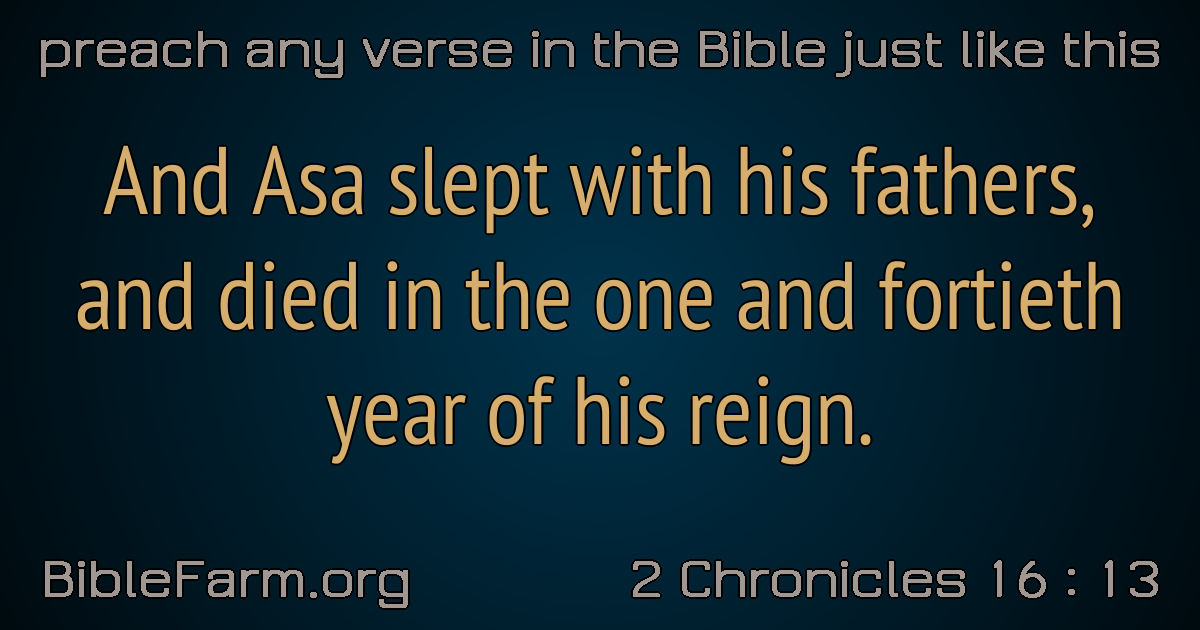 preach any verse in the Bible just like this
And Asa slept with his fathers,
and died in the one and fortieth
year of his reign.
BibleFarm.org
2 Chronicles 16 : 13